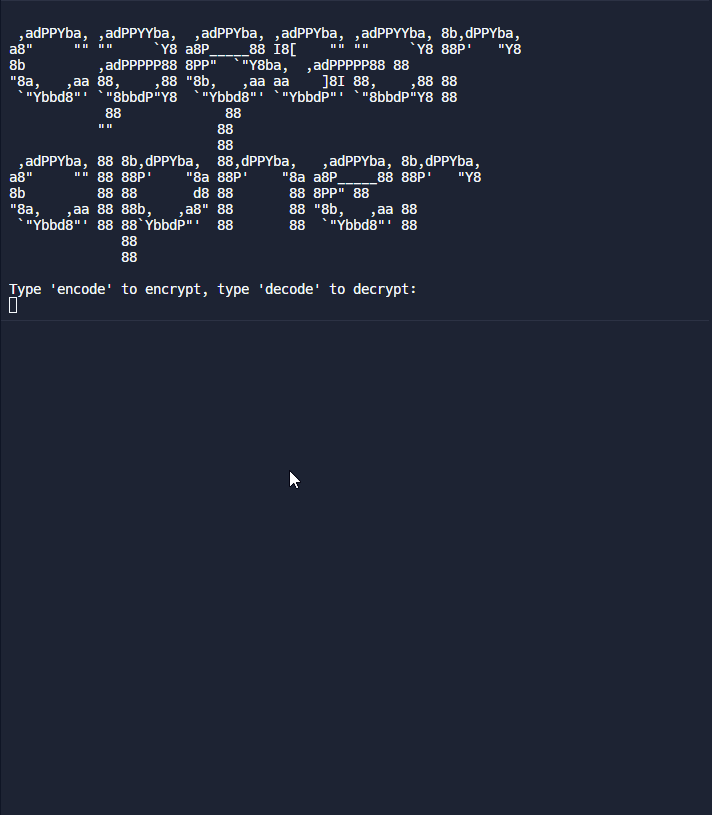 ,adPPYba, ,adPPYYba,  ,adPPYba, ,adPPYba, ,adPPYYba, 8b,dPPYba,
a8"     "" ""     `Y8 a8P_____88 I8[    "" ""     `Y8 88P'   "Y8
8b         ,adPPPPP88 8PP"  `"Y8ba,  ,adPPPPP88 88
"8a,   ,aa 88,    ,88 "8b,   ,aa aa    ]8I 88,    ,88 88
 `"Ybbd8"' `"8bbdP"Y8  `"Ybbd8"' `"YbbdP"' `"8bbdP"Y8 88
            88             88
           ""             88
                          88
 ,adPPYba, 88 8b,dPPYba,  88,dPPYba,   ,adPPYba, 8b,dPPYba,
a8"     "" 88 88P'    "8a 88P'    "8a a8P_____88 88P'   "Y8
8b         88 88       d8 88       88 8PP" 88
"8a,   ,aa 88 88b,   ,a8" 88       88 "8b,   ,aa 88
 `"Ybbd8"' 88 88`YbbdP"'  88       88  `"Ybbd8"' 88
              88
              88
Type 'encode' to encrypt, type 'decode' to decrypt: